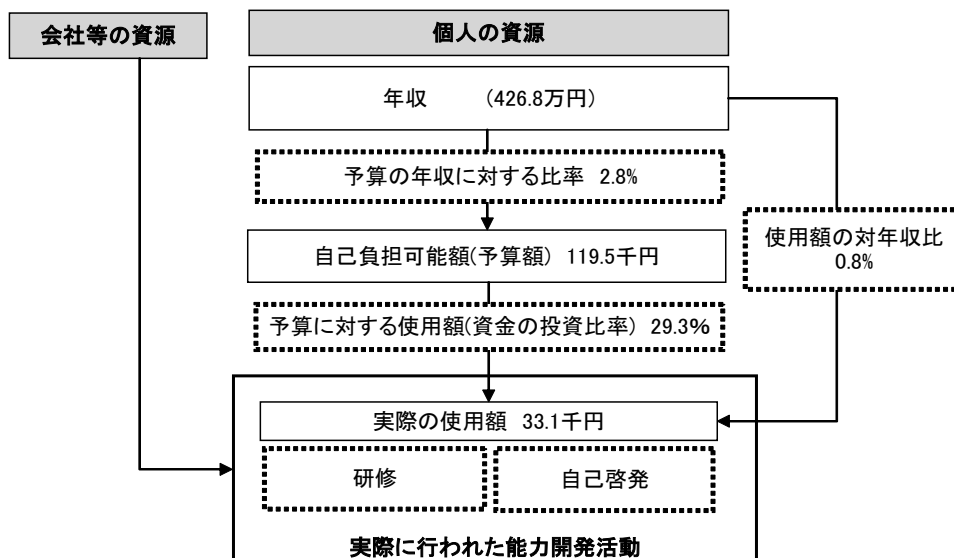 会社等の資源
個人の資源
年収 (426.8万円)
予算の年収に対する比率 2.8%
自己負担可能額(予算額) 119.5千円
使用額の対年収比
0.8%
予算に対する使用額(資金の投資比率) 29.3%
実際の使用額 33.1千円
研修
自己啓発
実際に行われた能力開発活動